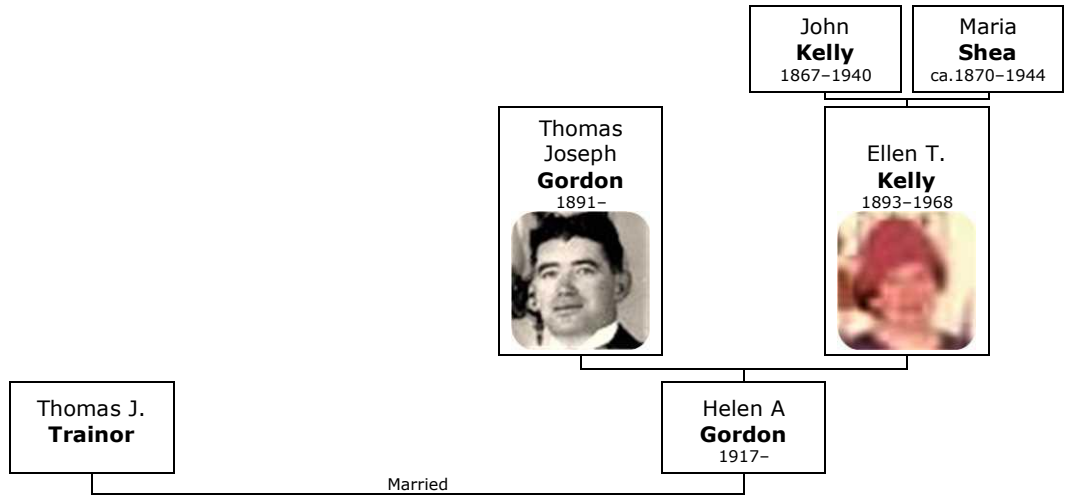 John
Kelly
1867–1940
Maria
Shea
ca.1870–1944
Thomas
Joseph
Gordon
1891–
Ellen T.
Kelly
1893–1968
Thomas J.
Trainor
Helen A
Gordon
1917–
Married